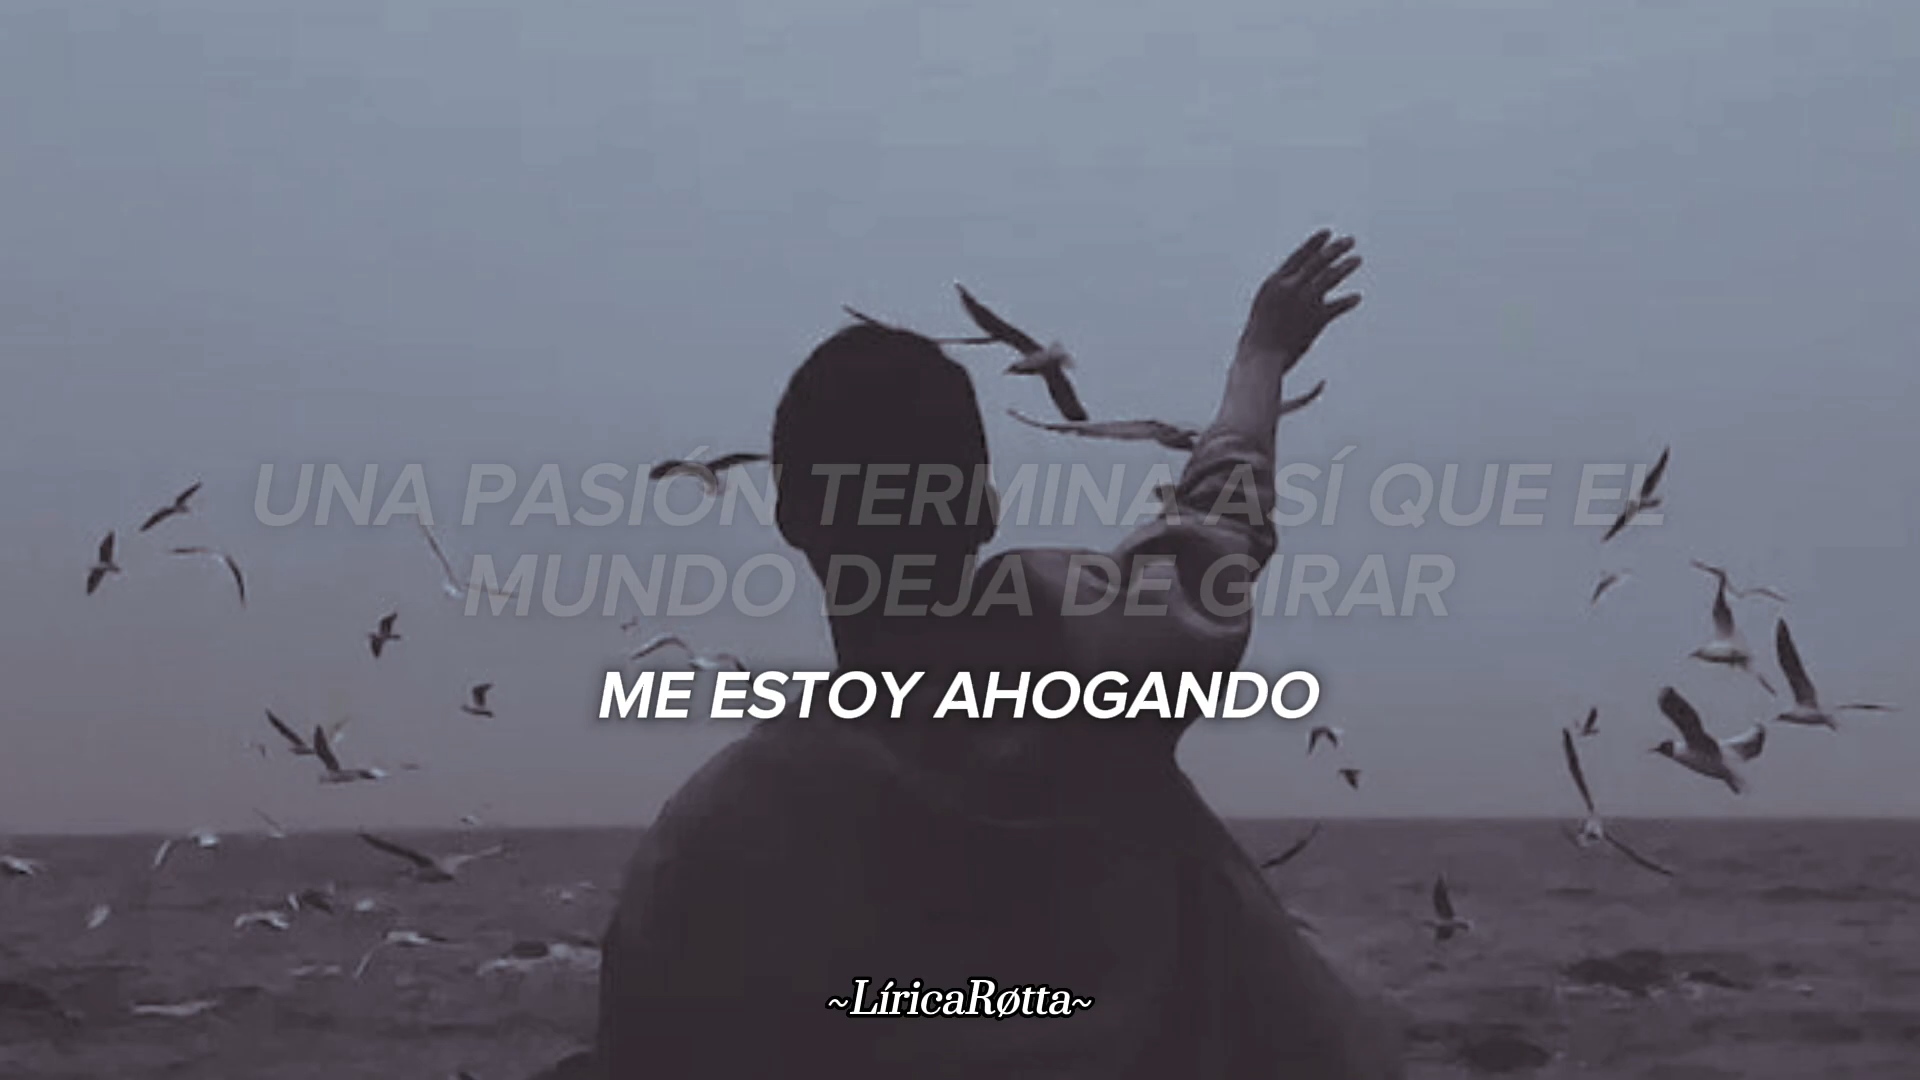 UNA PASIÓN TERMINA ASÍ QUE EL
MUNDO DEJA DE GIRAR
ME ESTOY AHOGANDO
~LíricaRøtta~